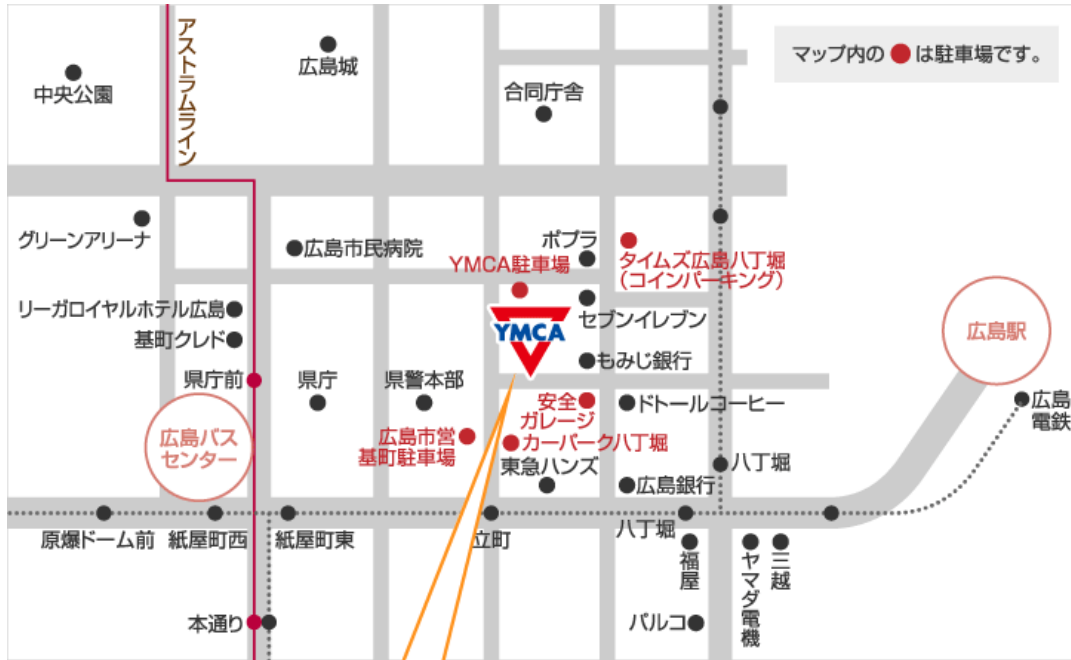 アストラムライン
マップ内の●は駐車場です。
中央公園
広島城
合同庁舎
グリーンアリーナ
広島市民病院
ポプラ
YMCA駐車場
タイムズ広島八丁堀
（コインパーキング）
リーガロイヤルホテル広島
セブンイレブン
YMCA
基町クレド
もみじ銀行
広島駅
県庁前
県庁
県警本部
安全
ガレージ
ドトールコーヒー
広島
電鉄
広島バス
センター
広島市営
基町駐車場
カーパーク八丁堀
東急ハンズ
広島銀行
八丁堀
原爆ドーム前
紙屋町西
紙屋町東
立町
八丁堀
福屋
ヤマダ電機
三越
本通り
パルコ